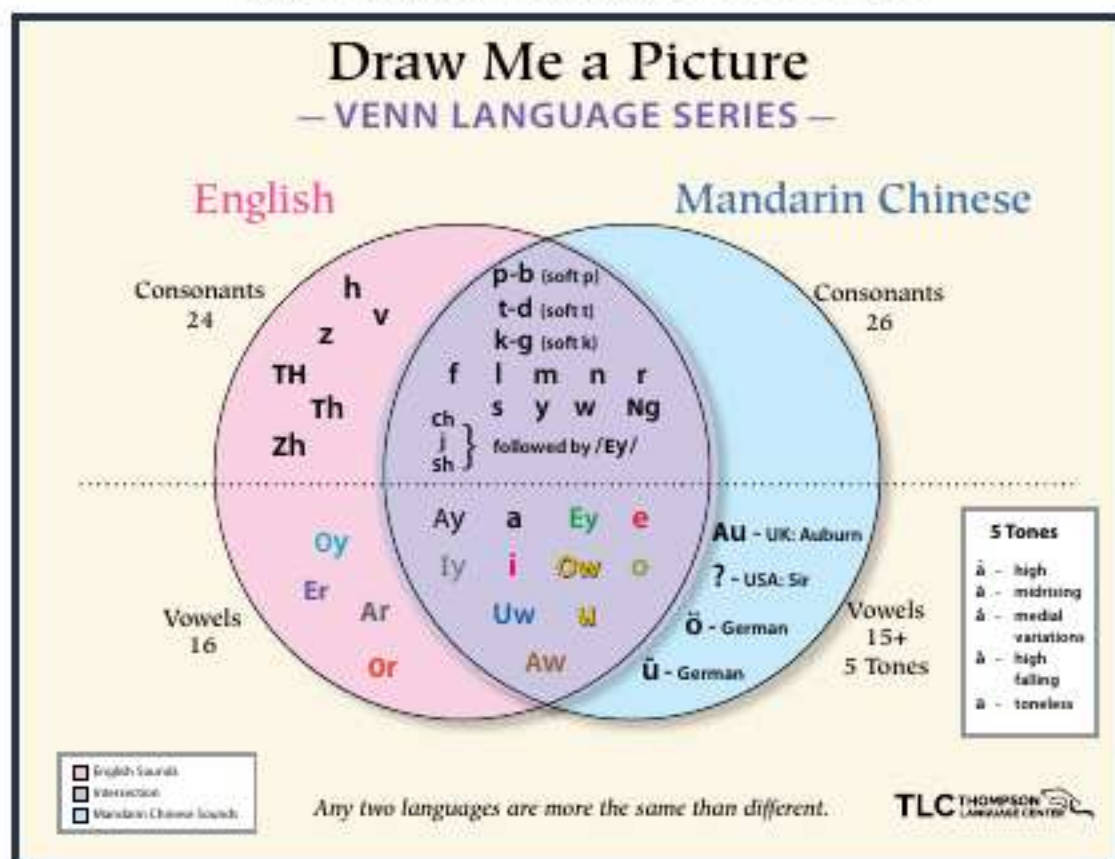 Draw Me a Picture
— VENN LANGUAGE SERIES —
English
Mandarin Chinese
Consonants
24
h
v
z
TH
Th
Zh
p-b (soft p)
t-d (soft t)
k-g (soft k)
f l m n r
s y w Ng
Ch
j
Sh
} followed by /Ey/
Consonants
26
Vowels
16
Oy
Er
Ar
Or
Ay a Ey e
Iy i Ow o
Uw u
Aw
Au - UK: Auburn
? - USA: Sir
ö - German
ü - German
Vowels
15+
5 Tones
5 Tones
- high
- midrising
- medial
variations
- high
falling
a - toneless
English Sounds
Intersection
Mandarin Chinese Sounds
Any two languages are more the same than different.
TLC THOMPSON
LANGUAGE CENTER